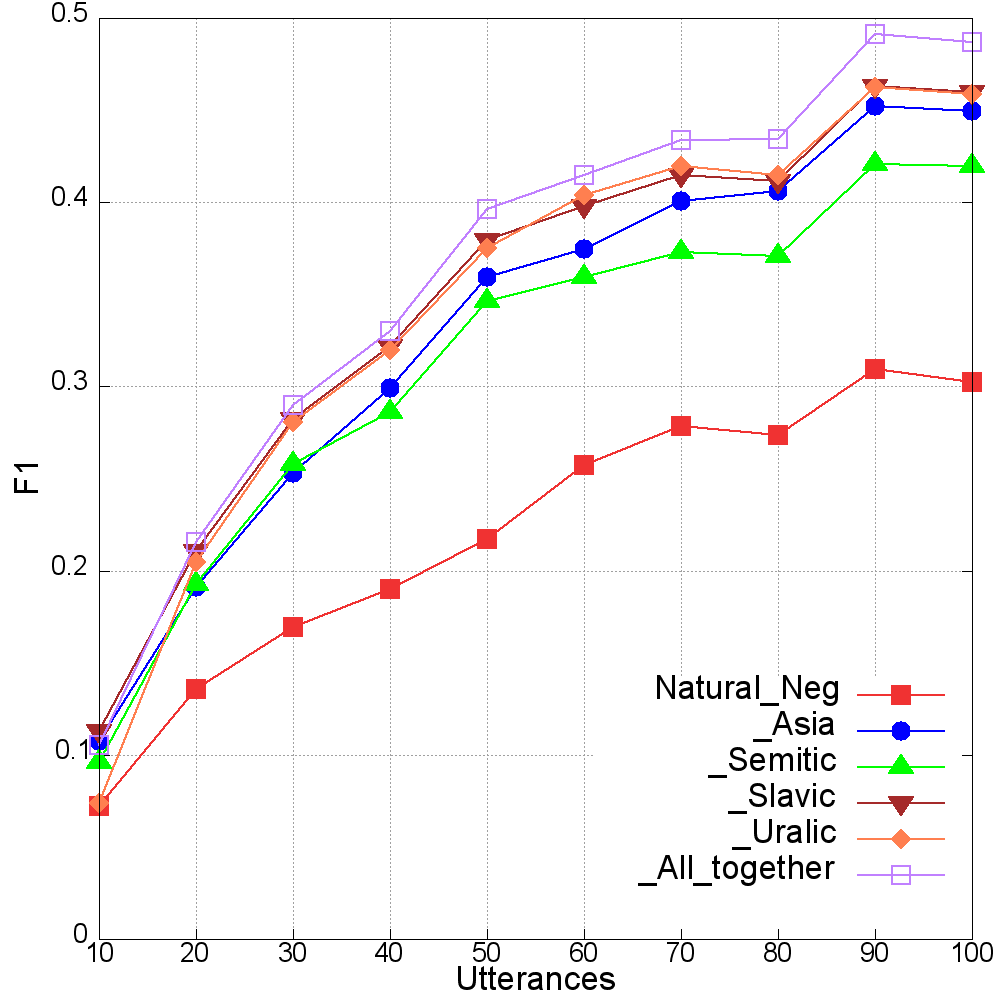 0.5
0.4
0.3
0.2
0.1
0
F1
10 20 30 40 50 60 70 80 90 100
Utterances
Natural_Neg
_Asia
_Semitic
_Slavic
_Uralic
_All_together